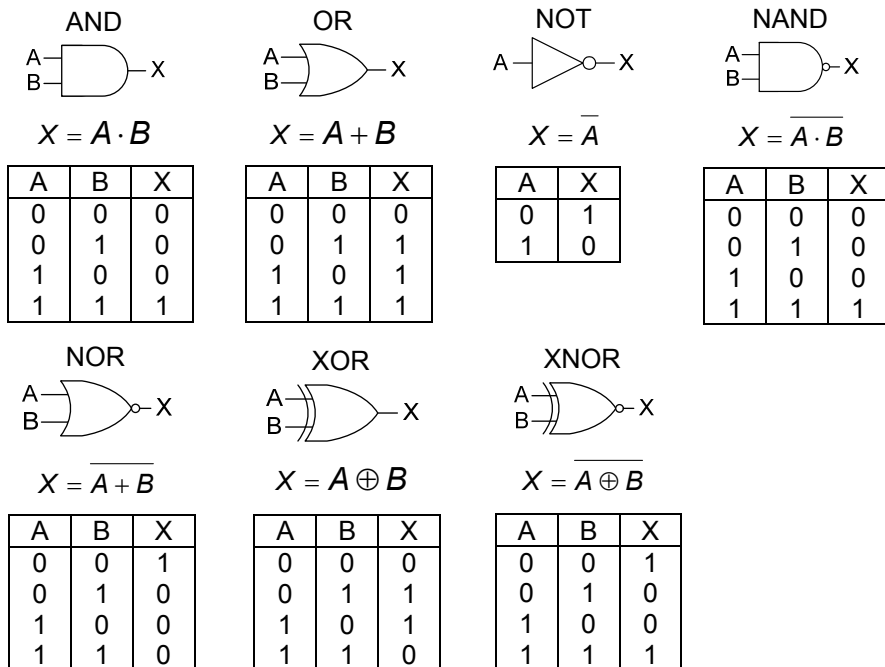 AND
A
B
X
X = A · B
A B X
0 0 0
0 1 0
1 0 0
1 1 1
OR
A
B
X
X = A + B
A B X
0 0 0
0 1 1
1 0 1
1 1 1
NOT
A
X
X = A̅
A X
0 1
1 0
NAND
A
B
X
X = \overline{A · B}
A B X
0 0 0
0 1 0
1 0 0
1 1 1
NOR
A
B
X
X = \overline{A + B}
A B X
0 0 1
0 1 0
1 0 0
1 1 0
XOR
A
B
X
X = A ⊕ B
A B X
0 0 0
0 1 1
1 0 1
1 1 0
XNOR
A
B
X
X = \overline{A ⊕ B}
A B X
0 0 1
0 1 0
1 0 0
1 1 1